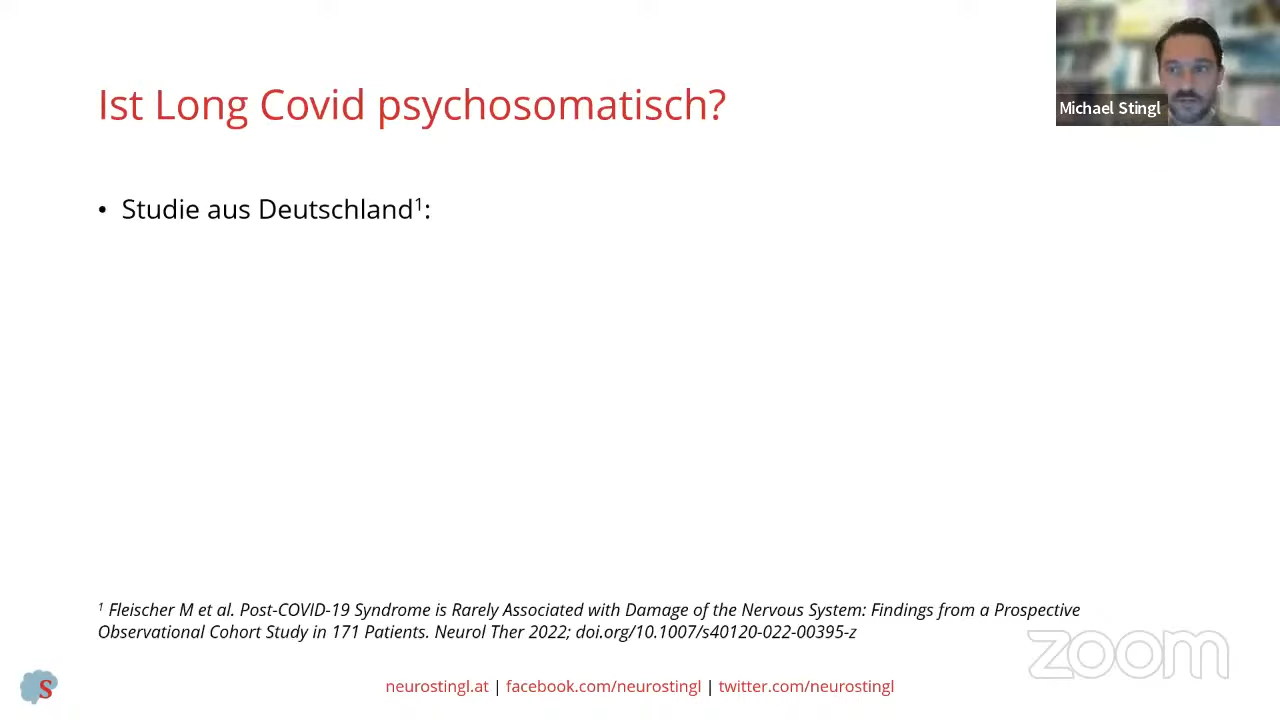 Ist Long Covid psychosomatisch?
Michael Stingl
• Studie aus Deutschland¹:
¹ Fleischer M et al. Post-COVID-19 Syndrome is Rarely Associated with Damage of the Nervous System: Findings from a Prospective
Observational Cohort Study in 171 Patients. Neurol Ther 2022; doi.org/10.1007/s40120-022-00395-z
zoom
S
neurostingl.at | facebook.com/neurostingl | twitter.com/neurostingl